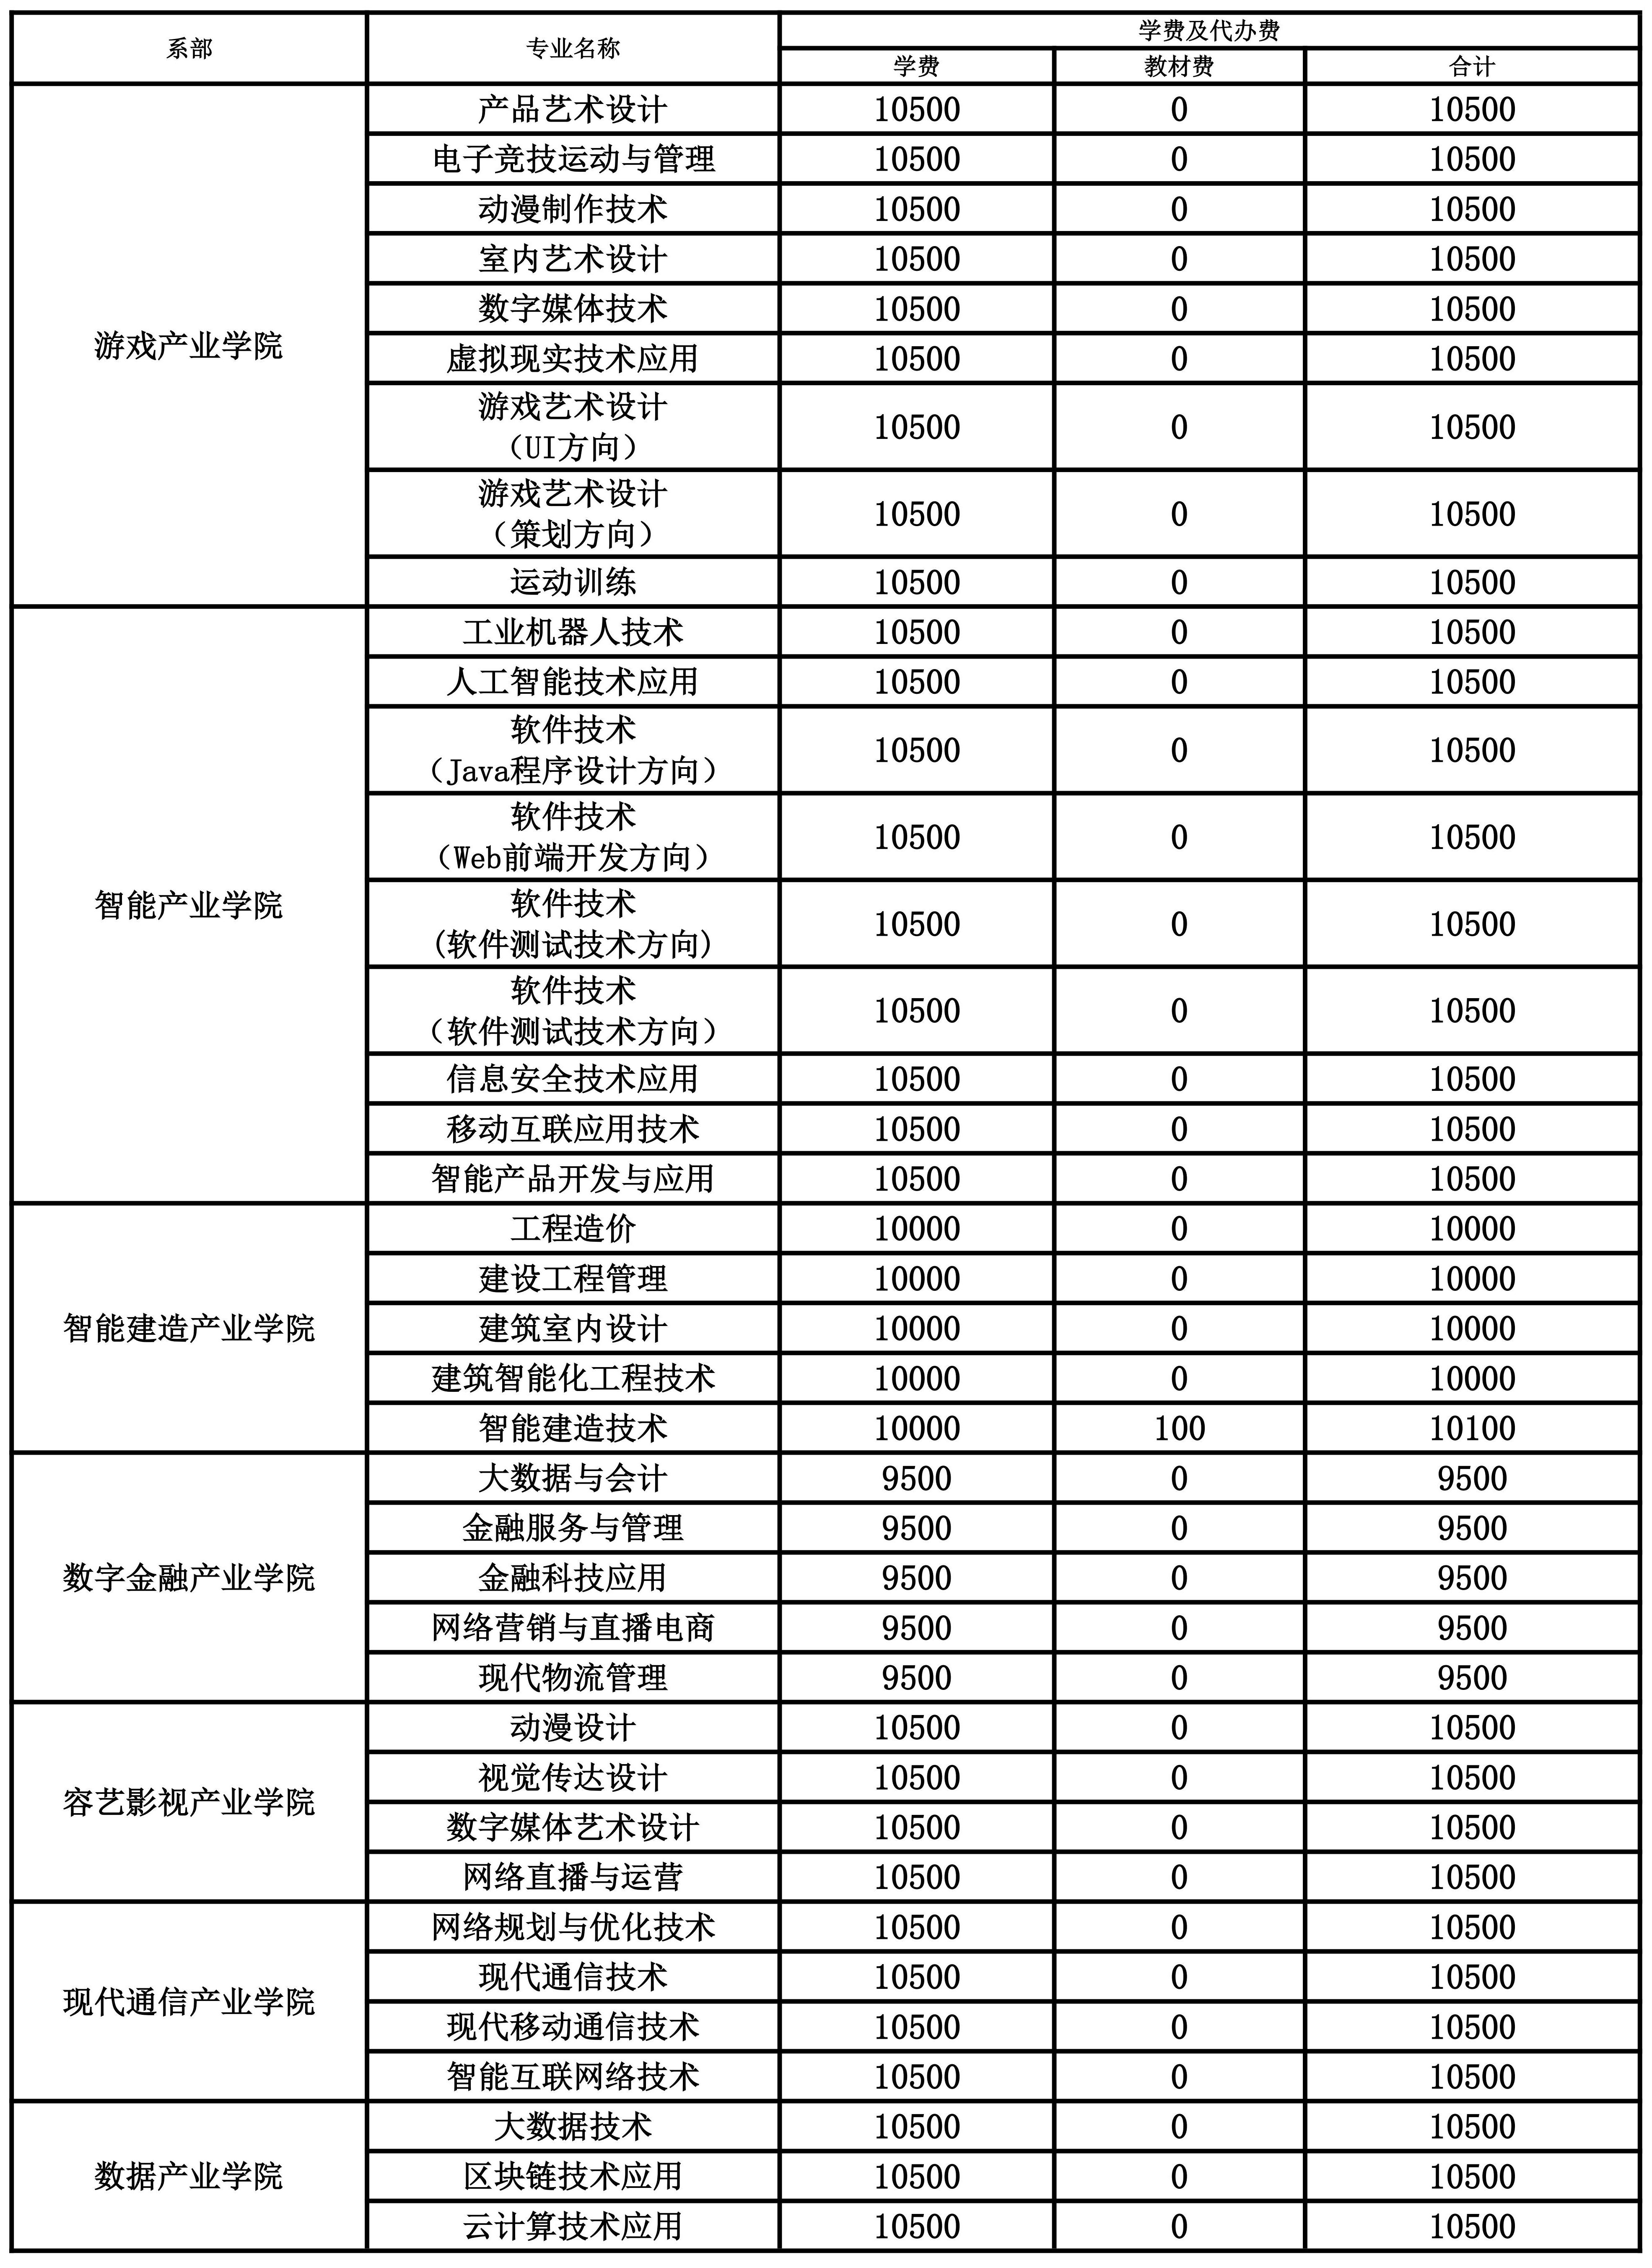 系部 专业名称 学费及代办费
学费 教材费 合计
游戏产业学院
产品艺术设计 10500 0 10500
电子竞技运动与管理 10500 0 10500
动漫制作技术 10500 0 10500
室内艺术设计 10500 0 10500
数字媒体技术 10500 0 10500
虚拟现实技术应用 10500 0 10500
游戏艺术设计
（UI方向） 10500 0 10500
游戏艺术设计
（策划方向） 10500 0 10500
运动训练 10500 0 10500
智能产业学院
工业机器人技术 10500 0 10500
人工智能技术应用 10500 0 10500
软件技术
（Java程序设计方向） 10500 0 10500
软件技术
（Web前端开发方向） 10500 0 10500
软件技术
(软件测试技术方向) 10500 0 10500
软件技术
（软件测试技术方向） 10500 0 10500
信息安全技术应用 10500 0 10500
移动互联应用技术 10500 0 10500
智能产品开发与应用 10500 0 10500
智能建造产业学院
工程造价 10000 0 10000
建设工程管理 10000 0 10000
建筑室内设计 10000 0 10000
建筑智能化工程技术 10000 0 10000
智能建造技术 10000 100 10100
数字金融产业学院
大数据与会计 9500 0 9500
金融服务与管理 9500 0 9500
金融科技应用 9500 0 9500
网络营销与直播电商 9500 0 9500
现代物流管理 9500 0 9500
容艺影视产业学院
动漫设计 10500 0 10500
视觉传达设计 10500 0 10500
数字媒体艺术设计 10500 0 10500
网络直播与运营 10500 0 10500
现代通信产业学院
网络规划与优化技术 10500 0 10500
现代通信技术 10500 0 10500
现代移动通信技术 10500 0 10500
智能互联网络技术 10500 0 10500
数据产业学院
大数据技术 10500 0 10500
区块链技术应用 10500 0 10500
云计算技术应用 10500 0 10500